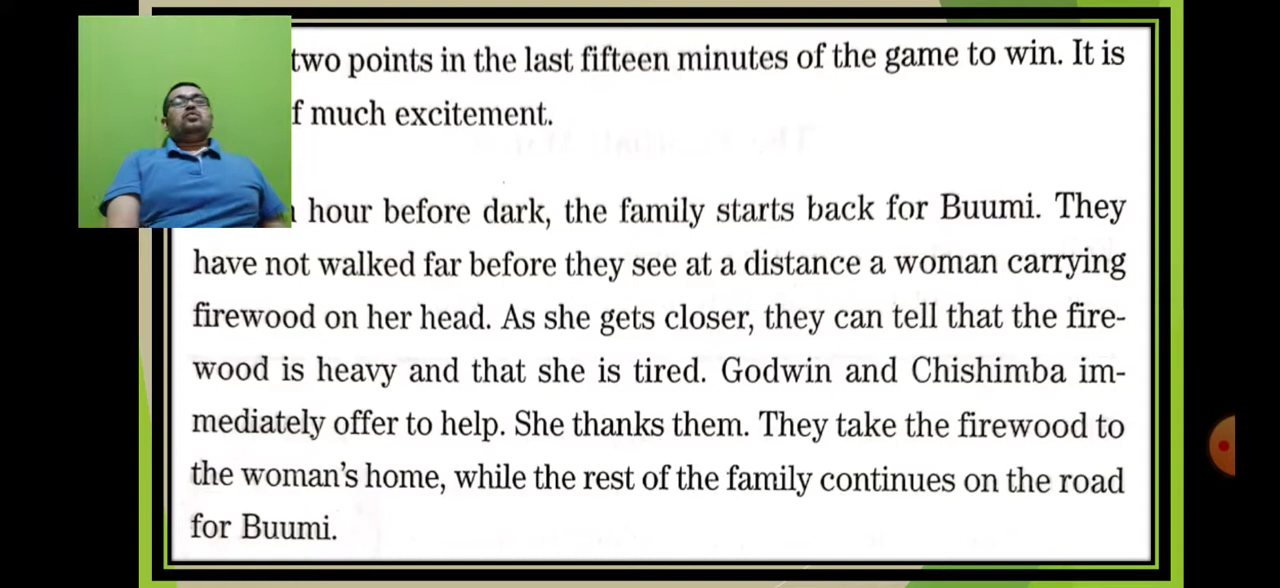 two points in the last fifteen minutes of the game to win. It is
f much excitement.
hour before dark, the family starts back for Buumi. They
have not walked far before they see at a distance a woman carrying
firewood on her head. As she gets closer, they can tell that the fire-
wood is heavy and that she is tired. Godwin and Chishimba im-
mediately offer to help. She thanks them. They take the firewood to
the woman's home, while the rest of the family continues on the road
for Buumi.